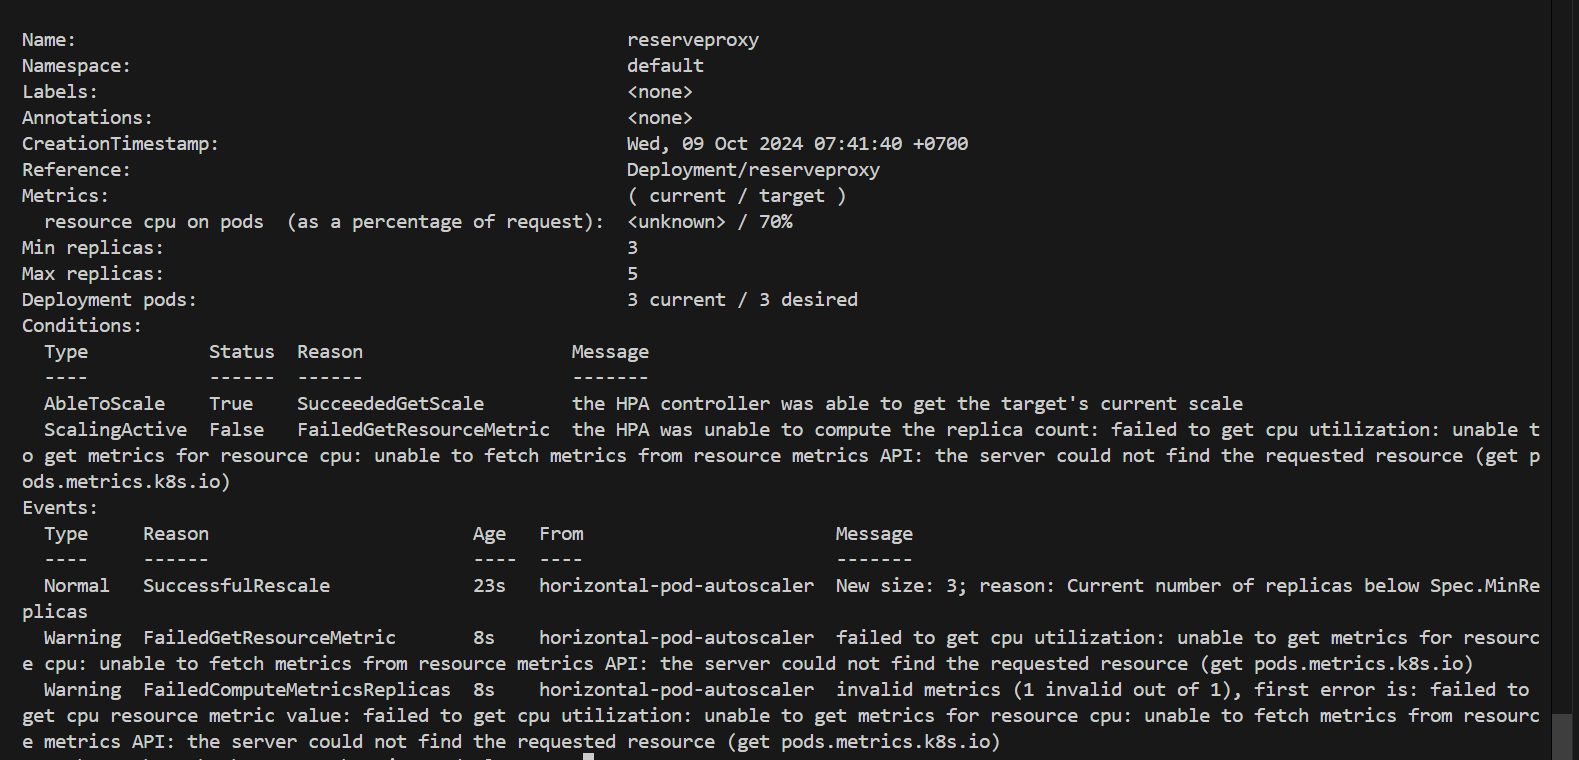 Name:                                                  reserveproxy
Namespace:                                             default
Labels:                                                <none>
Annotations:                                           <none>
CreationTimestamp:                                     Wed, 09 Oct 2024 07:41:40 +0700
Reference:                                             Deployment/reserveproxy
Metrics:                                               ( current / target )
  resource cpu on pods  (as a percentage of request):  <unknown> / 70%
Min replicas:                                          3
Max replicas:                                          5
Deployment pods:                                       3 current / 3 desired
Conditions:
  Type           Status  Reason                   Message
  ----           ------  ------                   -------
  AbleToScale    True    SucceededGetScale        the HPA controller was able to get the target's current scale
  ScalingActive  False   FailedGetResourceMetric  the HPA was unable to compute the replica count: failed to get cpu utilization: unable t
o get metrics for resource cpu: unable to fetch metrics from resource metrics API: the server could not find the requested resource (get p
ods.metrics.k8s.io)
Events:
  Type     Reason                        Age   From                       Message
  ----     ------                        ----  ----                       -------
  Normal   SuccessfulRescale             23s   horizontal-pod-autoscaler  New size: 3; reason: Current number of replicas below Spec.MinRe
plicas
  Warning  FailedGetResourceMetric       8s    horizontal-pod-autoscaler  failed to get cpu utilization: unable to get metrics for resourc
e cpu: unable to fetch metrics from resource metrics API: the server could not find the requested resource (get pods.metrics.k8s.io)
  Warning  FailedComputeMetricsReplicas  8s    horizontal-pod-autoscaler  invalid metrics (1 invalid out of 1), first error is: failed to
get cpu resource metric value: failed to get cpu utilization: unable to get metrics for resource cpu: unable to fetch metrics from resourc
e metrics API: the server could not find the requested resource (get pods.metrics.k8s.io)